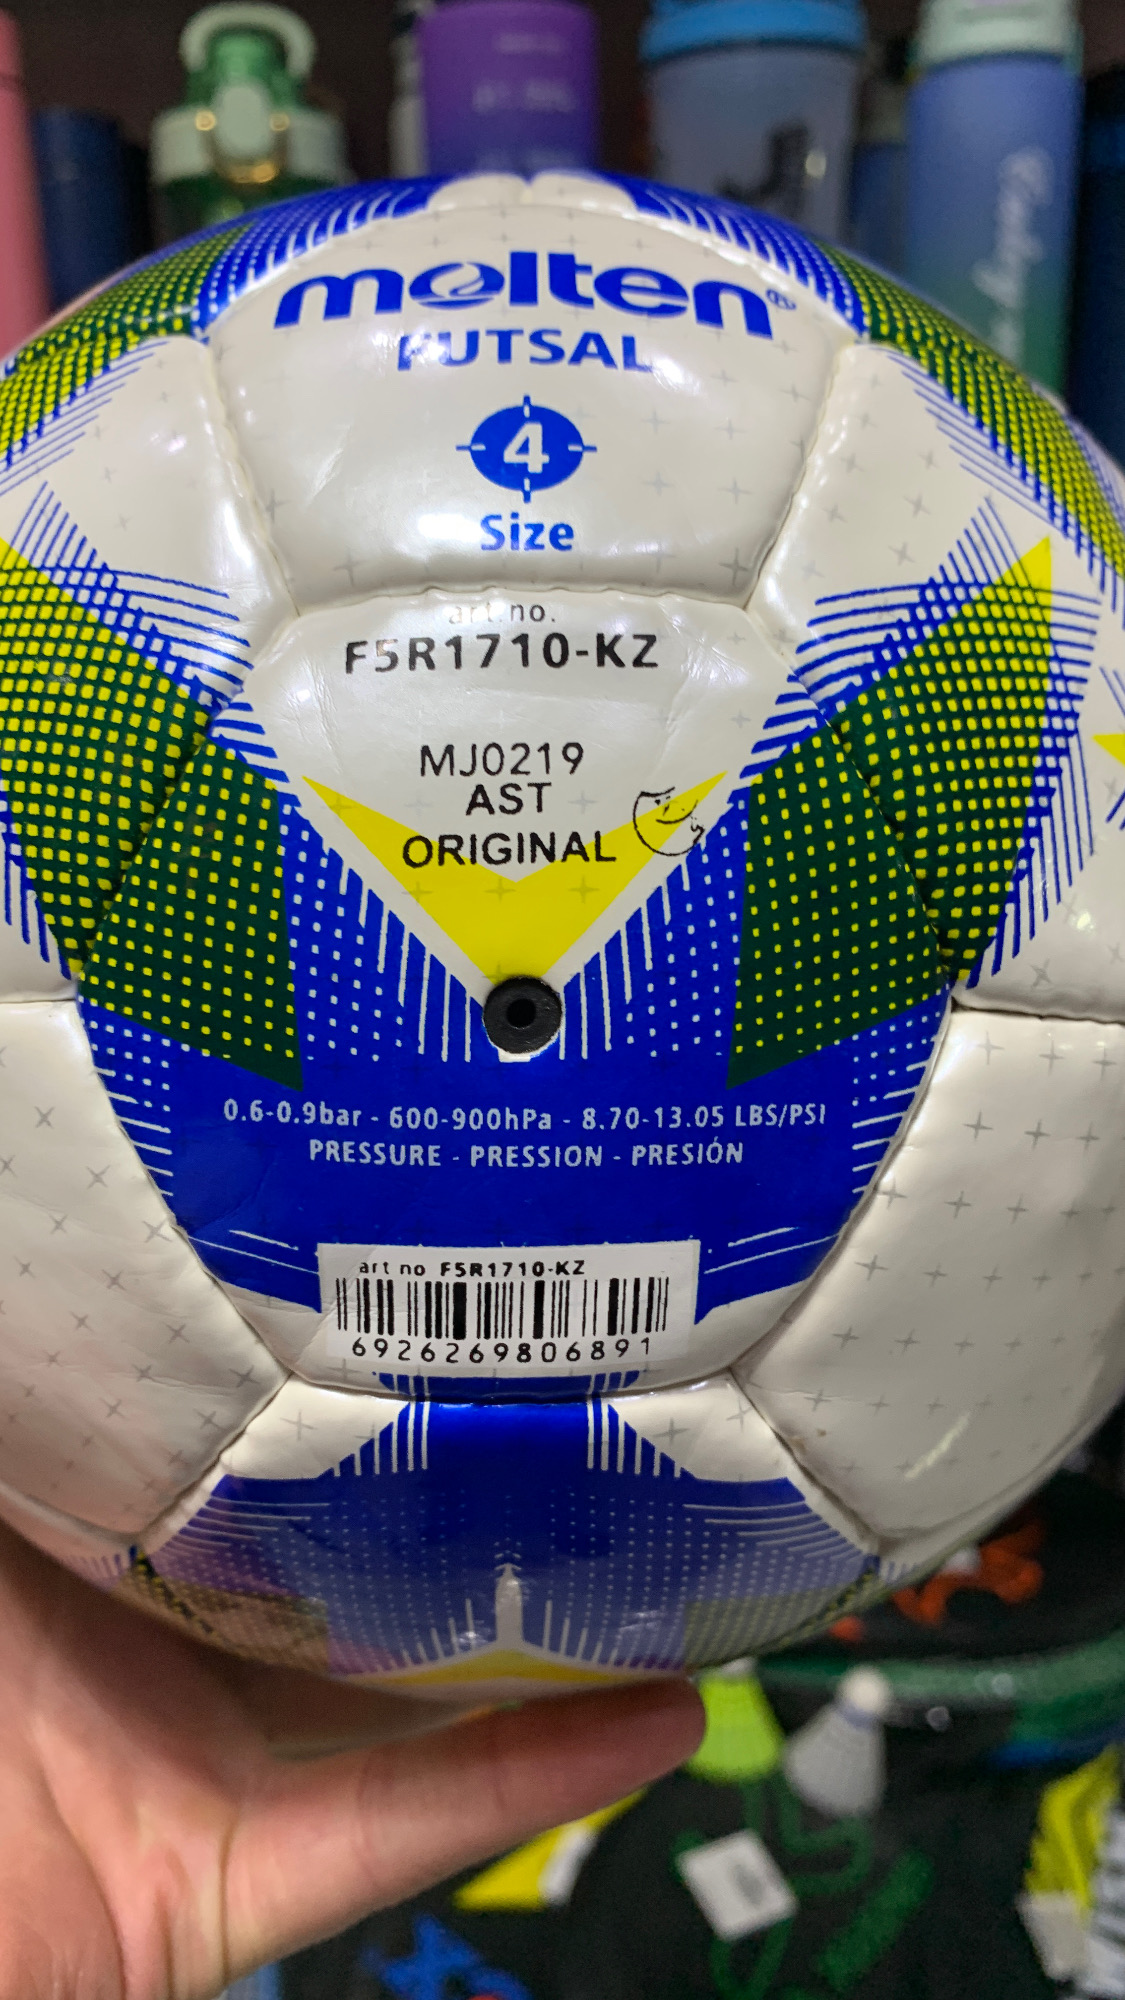 molten®
FUTSAL
4
Size
art.no.
F5R1710-KZ
MJ0219
AST
ORIGINAL
0.6-0.9bar - 600-900hPa - 8.70-13.05 LBS/PSI
PRESSURE - PRESSION - PRESIÓN
art no F5R1710-KZ
6926269806891